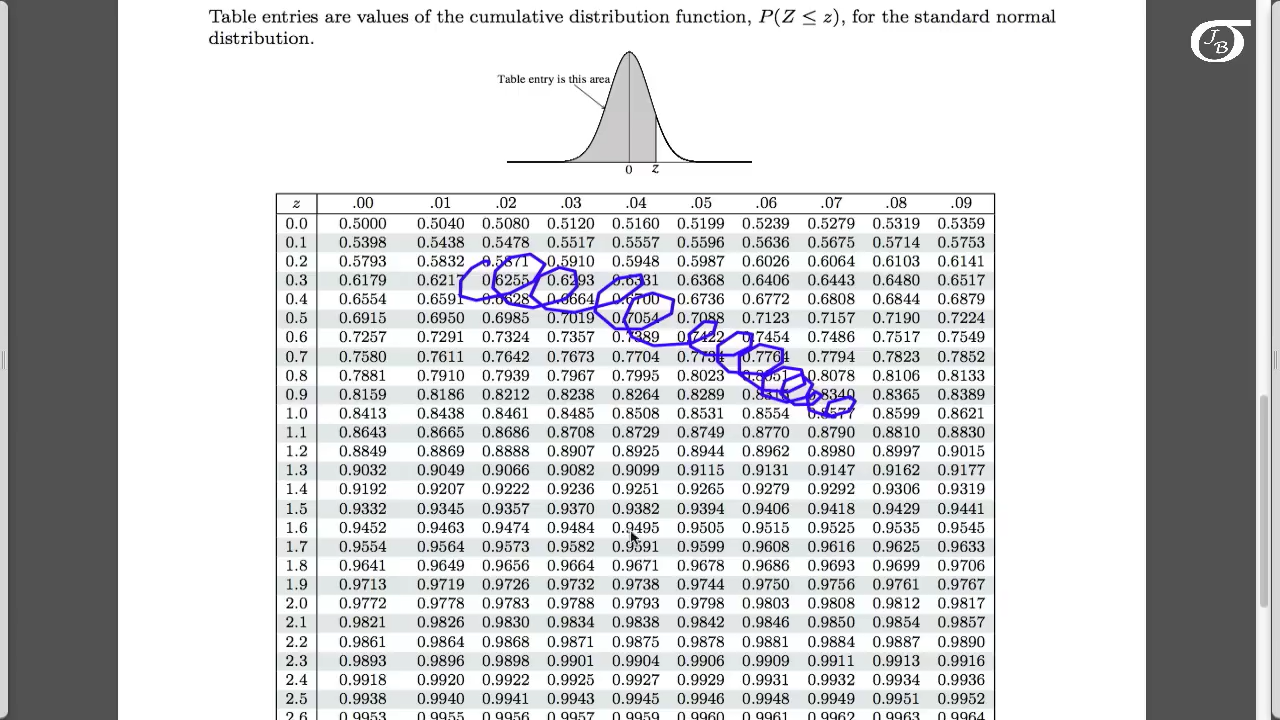 Table entries are values of the cumulative distribution function, P(Z ≤ z), for the standard normal
distribution.
JB
Table entry is this area
0 z
z .00 .01 .02 .03 .04 .05 .06 .07 .08 .09
0.0 0.5000 0.5040 0.5080 0.5120 0.5160 0.5199 0.5239 0.5279 0.5319 0.5359
0.1 0.5398 0.5438 0.5478 0.5517 0.5557 0.5596 0.5636 0.5675 0.5714 0.5753
0.2 0.5793 0.5832 0.5871 0.5910 0.5948 0.5987 0.6026 0.6064 0.6103 0.6141
0.3 0.6179 0.6217 0.6255 0.6293 0.6331 0.6368 0.6406 0.6443 0.6480 0.6517
0.4 0.6554 0.6591 0.6628 0.6664 0.6700 0.6736 0.6772 0.6808 0.6844 0.6879
0.5 0.6915 0.6950 0.6985 0.7019 0.7054 0.7088 0.7123 0.7157 0.7190 0.7224
0.6 0.7257 0.7291 0.7324 0.7357 0.7389 0.7422 0.7454 0.7486 0.7517 0.7549
0.7 0.7580 0.7611 0.7642 0.7673 0.7704 0.7734 0.7764 0.7794 0.7823 0.7852
0.8 0.7881 0.7910 0.7939 0.7967 0.7995 0.8023 0.8051 0.8078 0.8106 0.8133
0.9 0.8159 0.8186 0.8212 0.8238 0.8264 0.8289 0.8315 0.8340 0.8365 0.8389
1.0 0.8413 0.8438 0.8461 0.8485 0.8508 0.8531 0.8554 0.8577 0.8599 0.8621
1.1 0.8643 0.8665 0.8686 0.8708 0.8729 0.8749 0.8770 0.8790 0.8810 0.8830
1.2 0.8849 0.8869 0.8888 0.8907 0.8925 0.8944 0.8962 0.8980 0.8997 0.9015
1.3 0.9032 0.9049 0.9066 0.9082 0.9099 0.9115 0.9131 0.9147 0.9162 0.9177
1.4 0.9192 0.9207 0.9222 0.9236 0.9251 0.9265 0.9279 0.9292 0.9306 0.9319
1.5 0.9332 0.9345 0.9357 0.9370 0.9382 0.9394 0.9406 0.9418 0.9429 0.9441
1.6 0.9452 0.9463 0.9474 0.9484 0.9495 0.9505 0.9515 0.9525 0.9535 0.9545
1.7 0.9554 0.9564 0.9573 0.9582 0.9591 0.9599 0.9608 0.9616 0.9625 0.9633
1.8 0.9641 0.9649 0.9656 0.9664 0.9671 0.9678 0.9686 0.9693 0.9699 0.9706
1.9 0.9713 0.9719 0.9726 0.9732 0.9738 0.9744 0.9750 0.9756 0.9761 0.9767
2.0 0.9772 0.9778 0.9783 0.9788 0.9793 0.9798 0.9803 0.9808 0.9812 0.9817
2.1 0.9821 0.9826 0.9830 0.9834 0.9838 0.9842 0.9846 0.9850 0.9854 0.9857
2.2 0.9861 0.9864 0.9868 0.9871 0.9875 0.9878 0.9881 0.9884 0.9887 0.9890
2.3 0.9893 0.9896 0.9898 0.9901 0.9904 0.9906 0.9909 0.9911 0.9913 0.9916
2.4 0.9918 0.9920 0.9922 0.9925 0.9927 0.9929 0.9931 0.9932 0.9934 0.9936
2.5 0.9938 0.9940 0.9941 0.9943 0.9945 0.9946 0.9948 0.9949 0.9951 0.9952
2.6 0.9953 0.9955 0.9956 0.9957 0.9959 0.9960 0.9961 0.9962 0.9963 0.9964